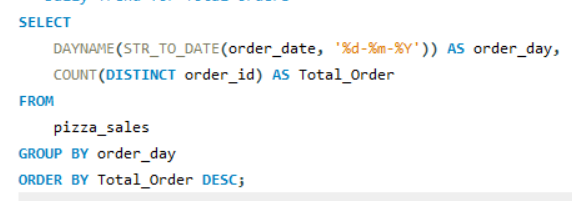 SELECT
DAYNAME(STR_TO_DATE(order_date, '%d-%m-%Y')) AS order_day,
COUNT(DISTINCT order_id) AS Total_Order
FROM
pizza_sales
GROUP BY order_day
ORDER BY Total_Order DESC;